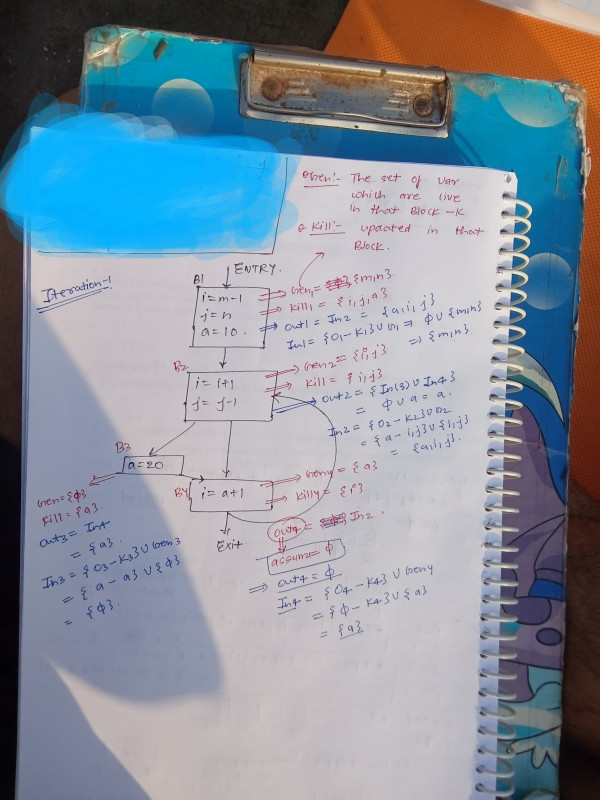 Gen:- The set of var
which are live
in that Block -K
& Kill:- updated in that
Block.
ENTRY.
Iteration-1
B1
i = m-1
j = n
a = 10.
Gen1 = {m,n}
Kill1 = {i,j,a}
Out1 = In2 = {a,i,j}
In1 = {O1-K1} U G1 => ϕ U {m,n}
=> {m,n}
B2
i = i+1
j = j-1
Gen2 = {i,j}
Kill = {i,j}
Out2 = {In(3) U In4}
= ϕ U a = a.
In2 = {O2-K2} U G2
= {a-i,j} U {i,j}
= {a,i,j}.
B3
a = 20
Gen = {ϕ}
Kill = {a}
Out3 = In4
= {a}.
In3 = {O3-K3} U Gen3
= {a-a} U {ϕ}
= {ϕ}.
B4
i = a+1
Gen4 = {a}
Kill4 = {i}
Exit
Out4 = In2.
assume = ϕ
=> Out4 = ϕ
In4 = {O4-K4} U Gen4
= {ϕ-K4} U {a}
= {a}